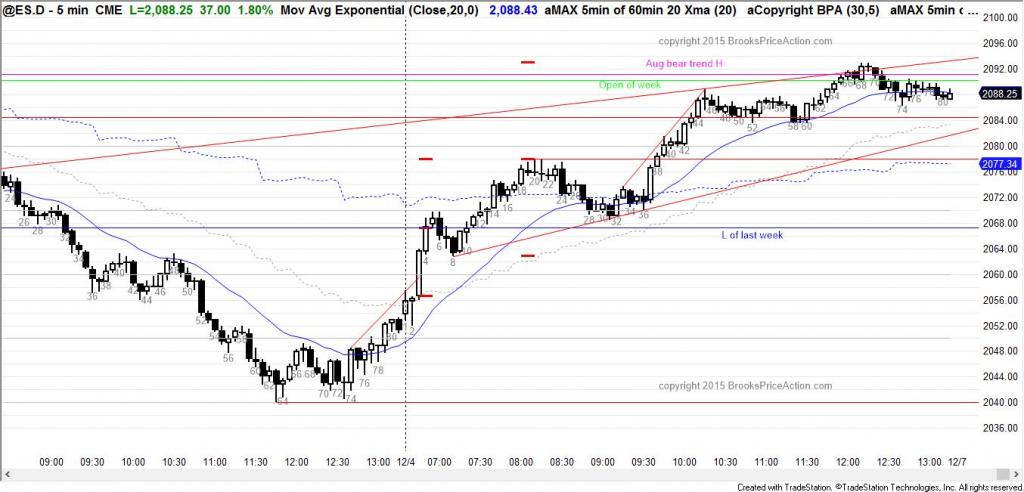 @ES.D - 5 min CME L=2,088.25 37.00 1.80% Mov Avg Exponential (Close,20,0) 2,088.43 aMAX 5min of 60min 20 Xma (20) aCopyright BPA (30,5) aMAX 5min c ...
2100.00
copyright 2015 BrooksPriceAction.com
2096.00
Aug bear trend H
2092.00
Open of week
2088.25
2084.00
2080.00
2077.34
2076.00
2072.00
2068.00
L of last week
2064.00
2060.00
2056.00
2052.00
2048.00
2044.00
copyright 2015 BrooksPriceAction.com
2040.00
2036.00
24 26 28 30 32 34 36 38 40 42 44 46 48 50 52 54 56 58 60 62 64 66 68 70 72 74 76 78 80
2 4 6 8 10 12 14 16 18 20 22 24 26 28 30 32 34 36 38 40 42 44 46 48 50 52 54 56 58 60 62 64 66 68 70 72 74 76 78 80
09:00 09:30 10:00 10:30 11:00 11:30 12:00 12:30 13:00 12/4 07:00 07:30 08:00 08:30 09:00 09:30 10:00 10:30 11:00 11:30 12:00 12:30 13:00 12/7
Created with TradeStation. ©TradeStation Technologies, Inc. All rights reserved.